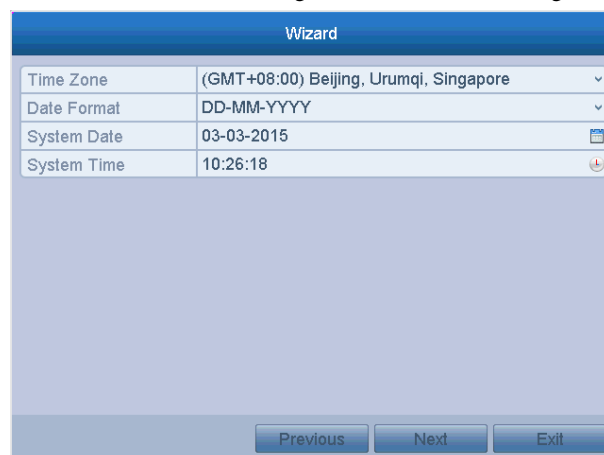 Wizard
Time Zone (GMT+08:00) Beijing, Urumqi, Singapore
Date Format DD-MM-YYYY
System Date 03-03-2015
System Time 10:26:18
Previous Next Exit